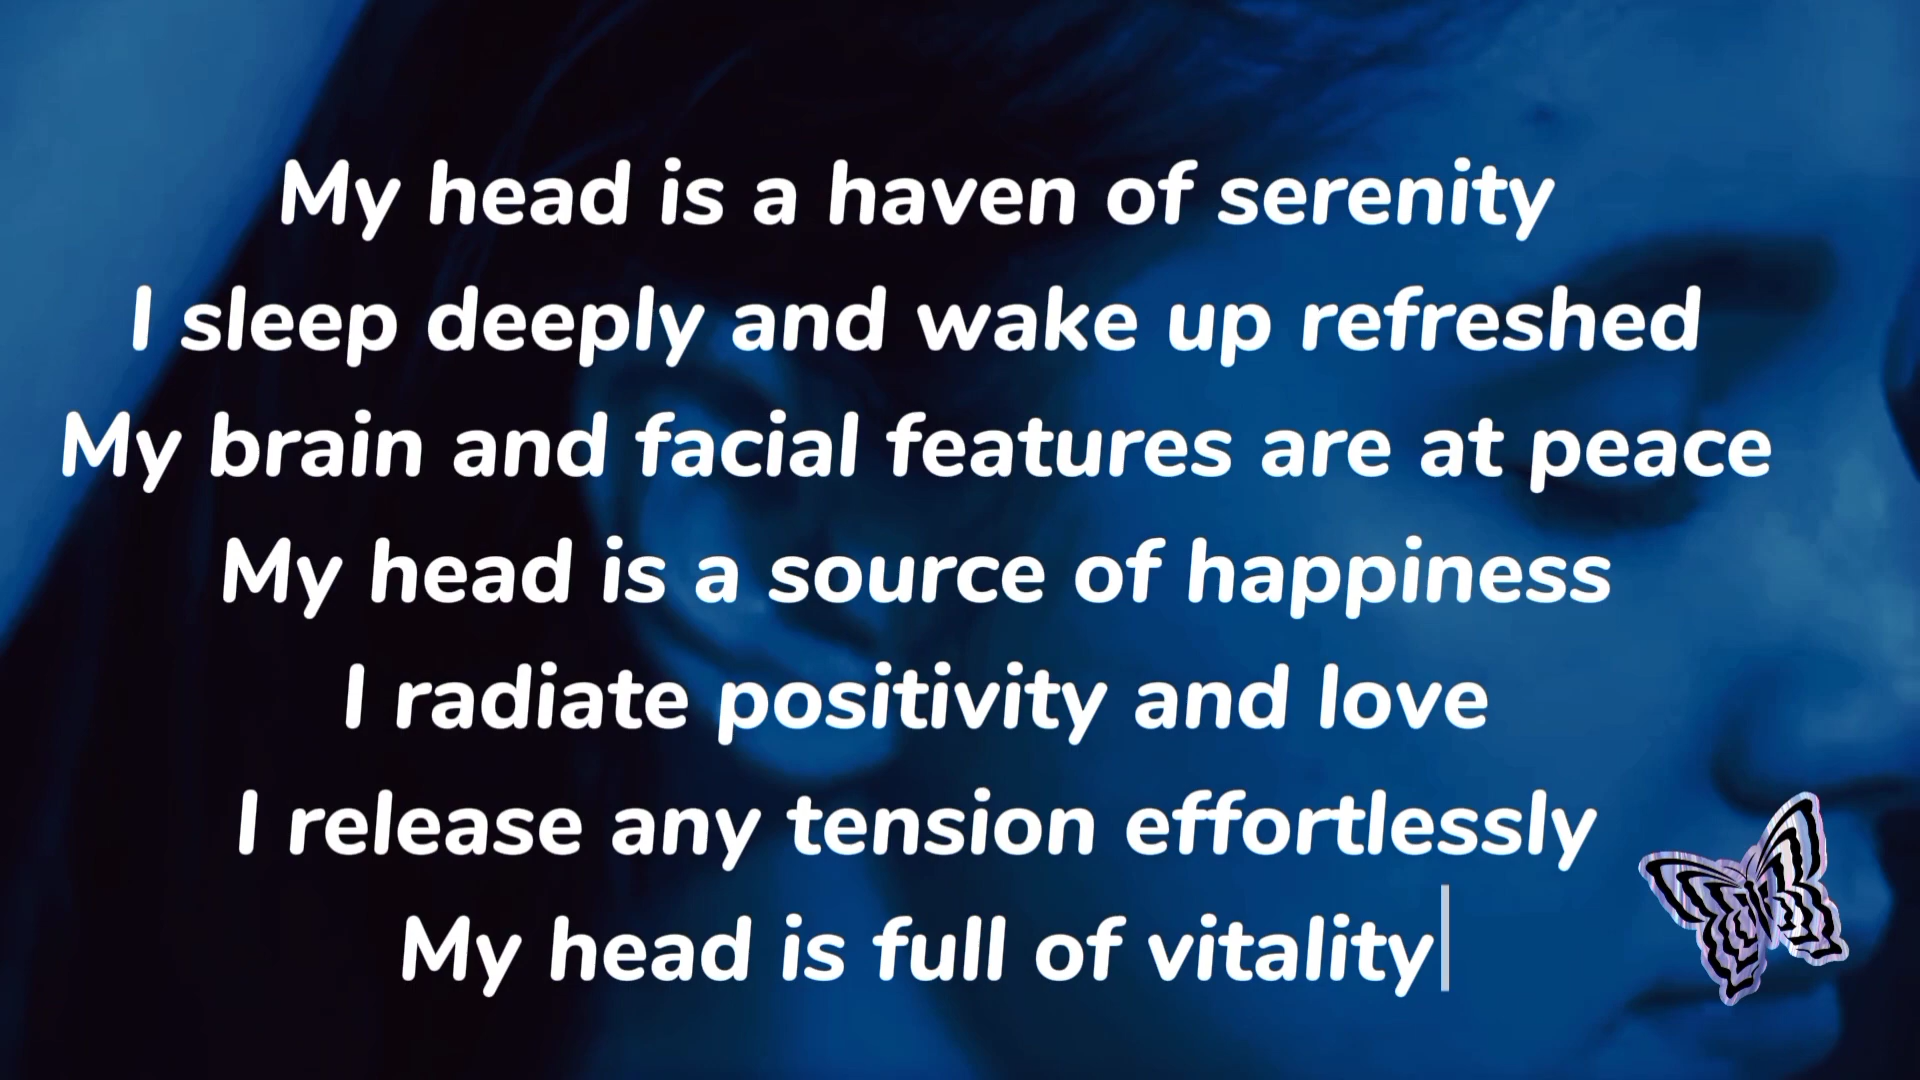 My head is a haven of serenity
I sleep deeply and wake up refreshed
My brain and facial features are at peace
My head is a source of happiness
I radiate positivity and love
I release any tension effortlessly
My head is full of vitality